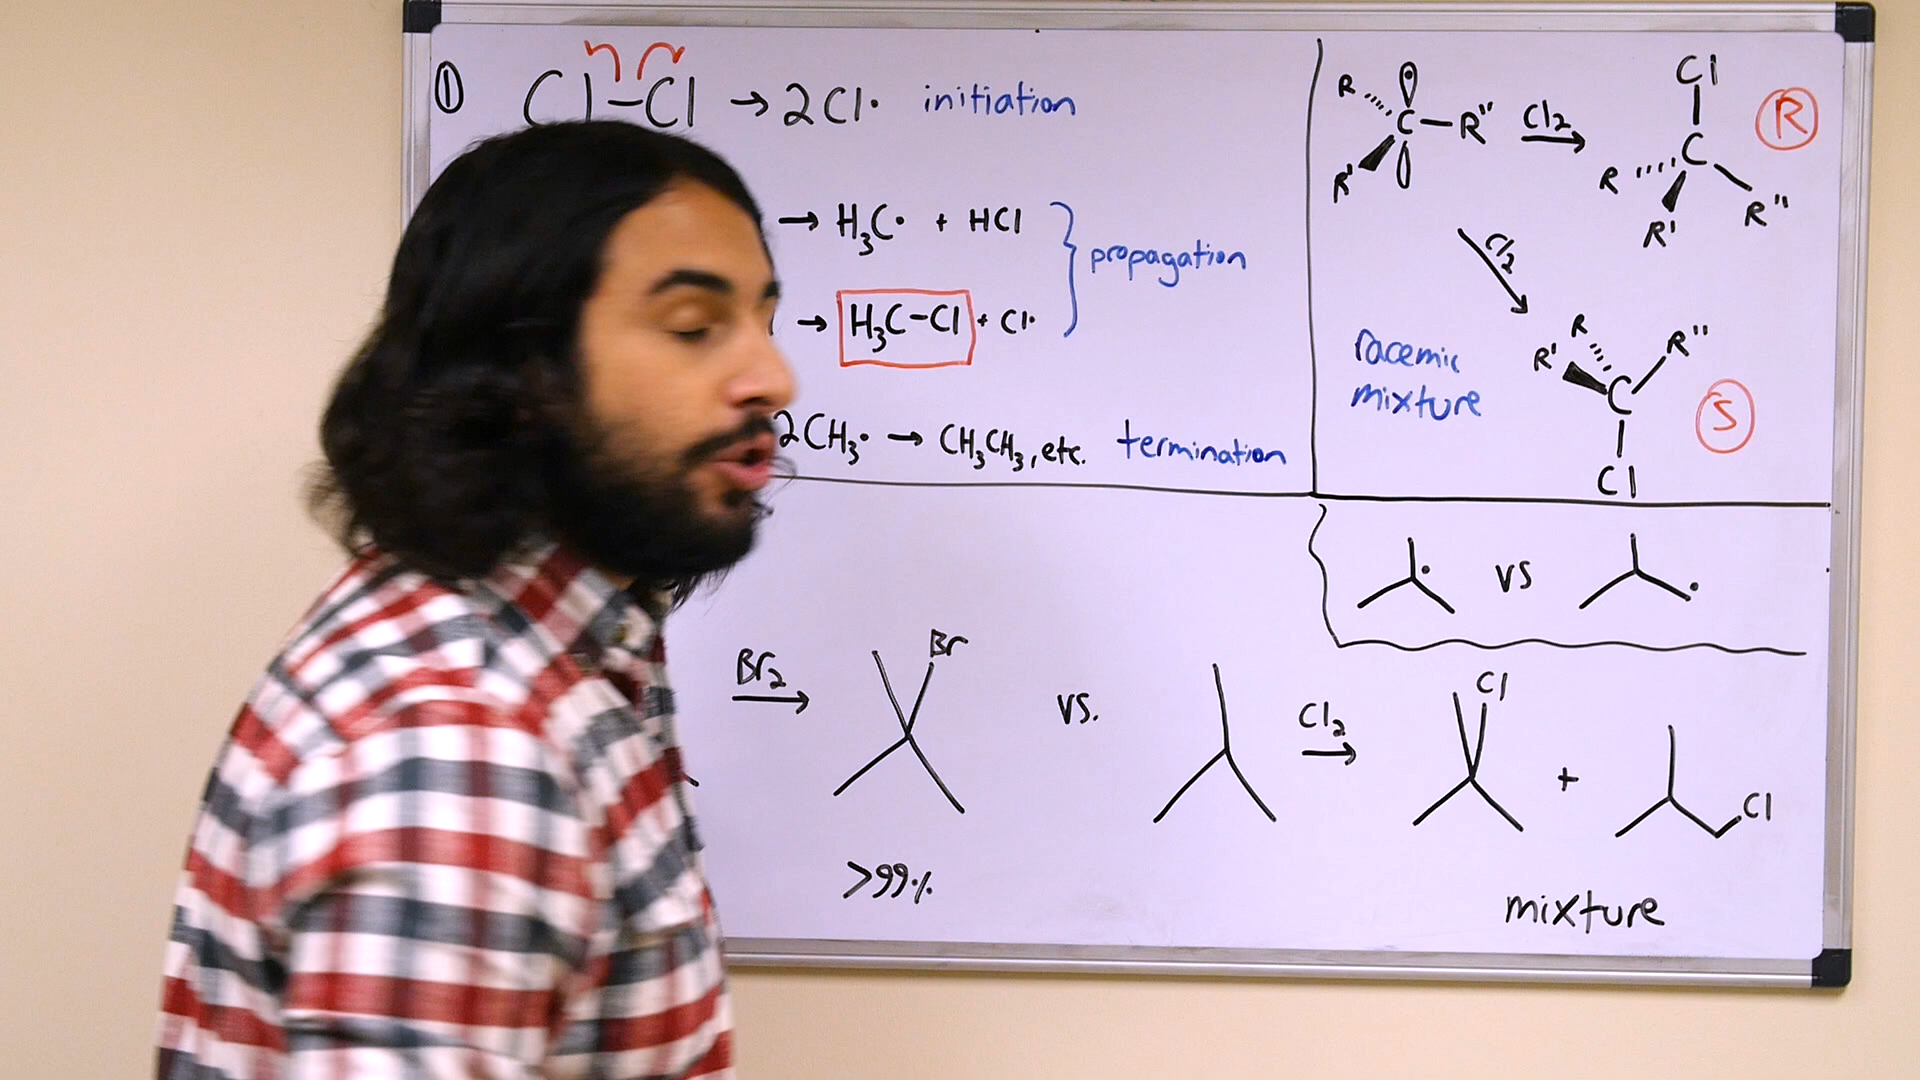 ① Cl–Cl → 2Cl· initiation
→ H₃C· + HCl
propagation
→ H₃C–Cl + Cl·
2CH₃· → CH₃CH₃, etc. termination
R C R" R'
Cl₂
Cl
C
R R' R"
R
Cl₂
racemic
mixture
R R' R"
C
Cl
S
· vs ·
Br₂ → Br
vs.
Cl₂ → Cl + Cl
>99%
mixture